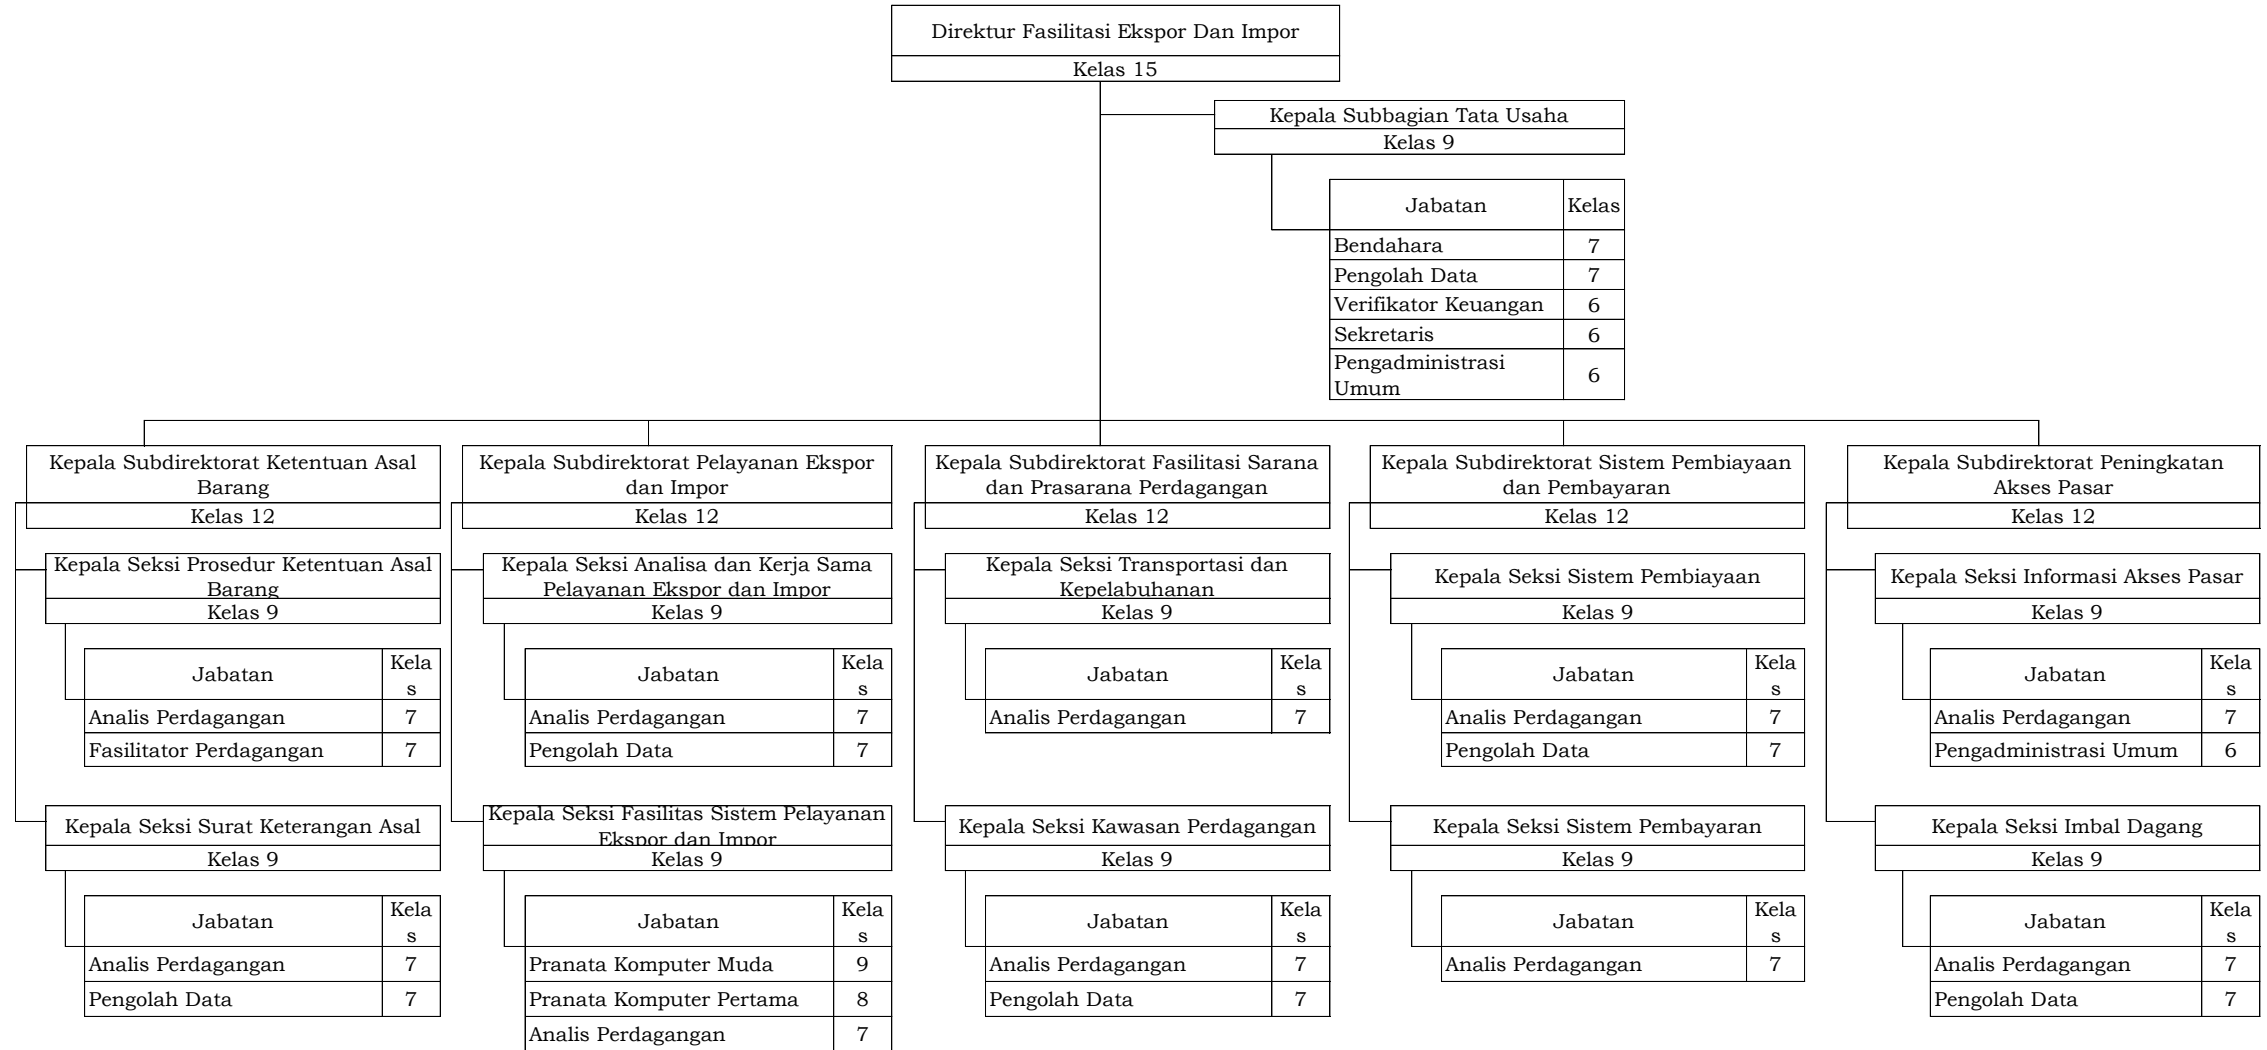 Direktur Fasilitasi Ekspor Dan Impor
Kelas 15
Kepala Subbagian Tata Usaha
Kelas 9
Jabatan Kelas
Bendahara 7
Pengolah Data 7
Verifikator Keuangan 6
Sekretaris 6
Pengadministrasi
Umum 6
Kepala Subdirektorat Ketentuan Asal
Barang
Kelas 12
Kepala Seksi Prosedur Ketentuan Asal
Barang
Kelas 9
Jabatan Kela
s
Analis Perdagangan 7
Fasilitator Perdagangan 7
Kepala Seksi Surat Keterangan Asal
Kelas 9
Jabatan Kela
s
Analis Perdagangan 7
Pengolah Data 7
Kepala Subdirektorat Pelayanan Ekspor
dan Impor
Kelas 12
Kepala Seksi Analisa dan Kerja Sama
Pelayanan Ekspor dan Impor
Kelas 9
Jabatan Kela
s
Analis Perdagangan 7
Pengolah Data 7
Kepala Seksi Fasilitas Sistem Pelayanan
Ekspor dan Impor
Kelas 9
Jabatan Kela
s
Pranata Komputer Muda 9
Pranata Komputer Pertama 8
Analis Perdagangan 7
Kepala Subdirektorat Fasilitasi Sarana
dan Prasarana Perdagangan
Kelas 12
Kepala Seksi Transportasi dan
Kepelabuhanan
Kelas 9
Jabatan Kela
s
Analis Perdagangan 7
Kepala Seksi Kawasan Perdagangan
Kelas 9
Jabatan Kela
s
Analis Perdagangan 7
Pengolah Data 7
Kepala Subdirektorat Sistem Pembiayaan
dan Pembayaran
Kelas 12
Kepala Seksi Sistem Pembiayaan
Kelas 9
Jabatan Kela
s
Analis Perdagangan 7
Pengolah Data 7
Kepala Seksi Sistem Pembayaran
Kelas 9
Jabatan Kela
s
Analis Perdagangan 7
Kepala Subdirektorat Peningkatan
Akses Pasar
Kelas 12
Kepala Seksi Informasi Akses Pasar
Kelas 9
Jabatan Kela
s
Analis Perdagangan 7
Pengadministrasi Umum 6
Kepala Seksi Imbal Dagang
Kelas 9
Jabatan Kela
s
Analis Perdagangan 7
Pengolah Data 7